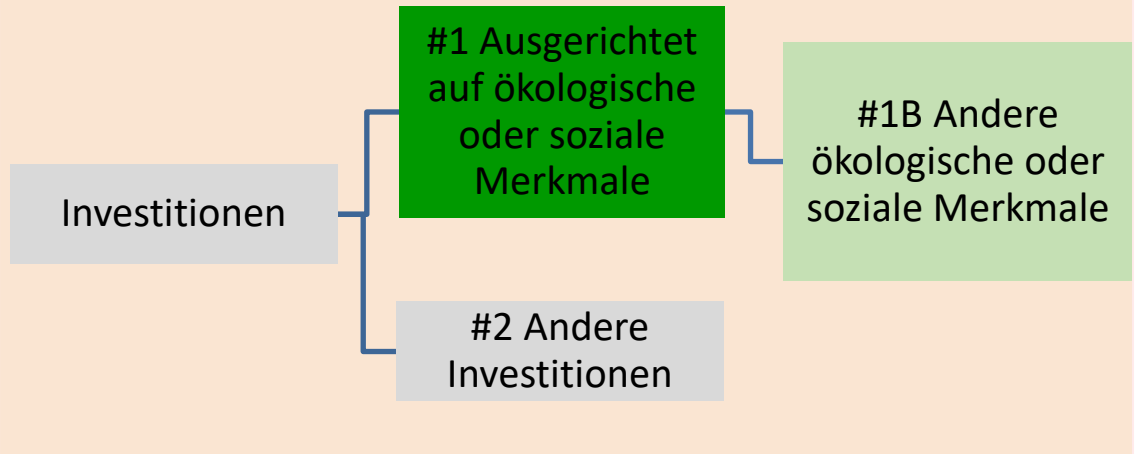 Investitionen
#1 Ausgerichtet
auf ökologische
oder soziale
Merkmale
#1B Andere
ökologische oder
soziale Merkmale
#2 Andere
Investitionen